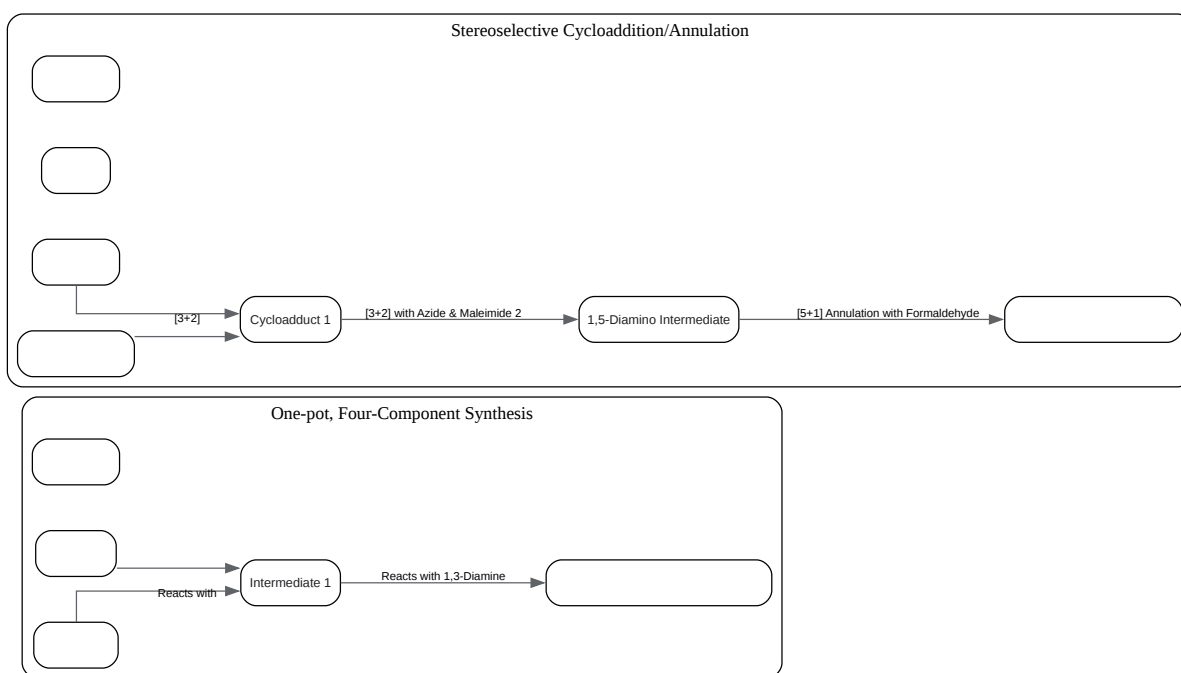 Stereoselective Cycloaddition/Annulation
[3+2]
Cycloadduct 1
[3+2] with Azide & Maleimide 2
1,5-Diamino Intermediate
[5+1] Annulation with Formaldehyde
One-pot, Four-Component Synthesis
Reacts with
Intermediate 1
Reacts with 1,3-Diamine